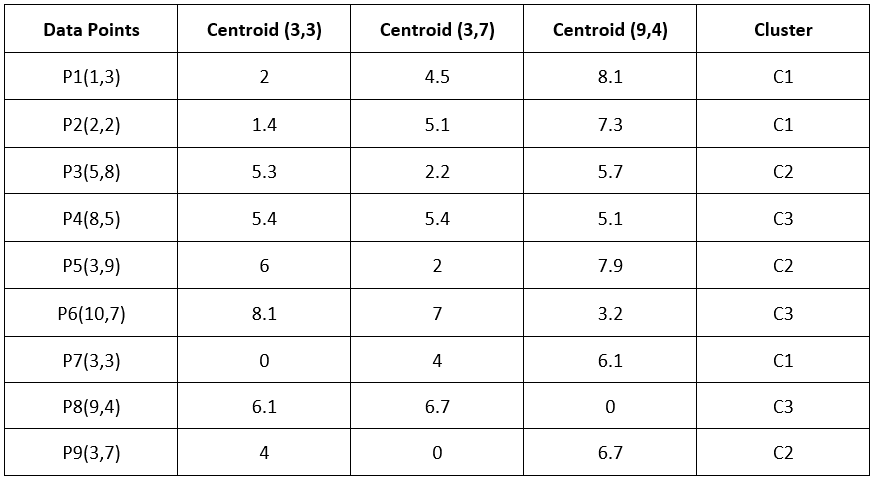 Data Points Centroid (3,3) Centroid (3,7) Centroid (9,4) Cluster
P1(1,3) 2 4.5 8.1 C1
P2(2,2) 1.4 5.1 7.3 C1
P3(5,8) 5.3 2.2 5.7 C2
P4(8,5) 5.4 5.4 5.1 C3
P5(3,9) 6 2 7.9 C2
P6(10,7) 8.1 7 3.2 C3
P7(3,3) 0 4 6.1 C1
P8(9,4) 6.1 6.7 0 C3
P9(3,7) 4 0 6.7 C2